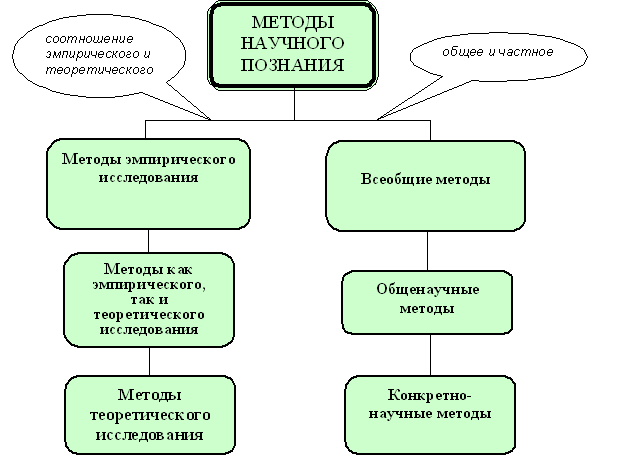 МЕТОДЫ
НАУЧНОГО
ПОЗНАНИЯ
соотношение
эмпирического и
теоретического
общее и частное
Методы эмпирического
исследования
Методы как
эмпирического,
так и
теоретического
исследования
Методы
теоретического
исследования
Всеобщие методы
Общенаучные
методы
Конкретно-
научные методы